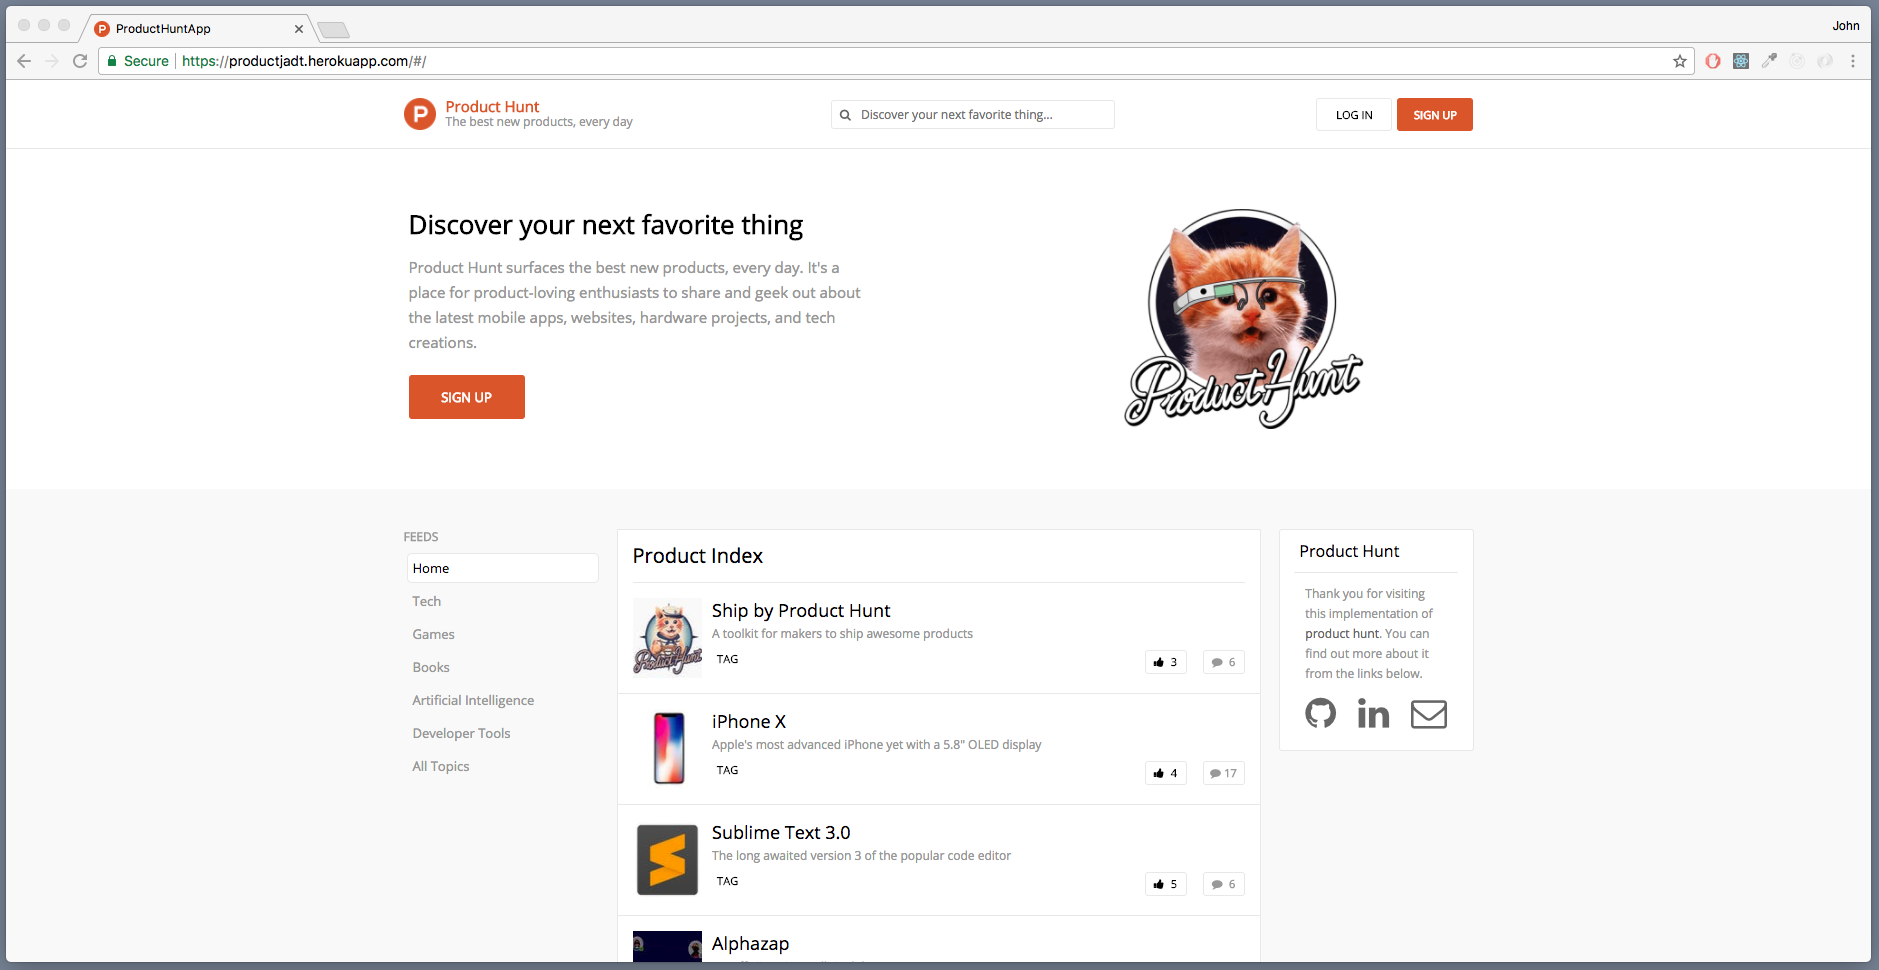 ProductHuntApp
John
Secure
https://productjadt.herokuapp.com/#/
P
Product Hunt
The best new products, every day
Discover your next favorite thing...
LOG IN
SIGN UP
Discover your next favorite thing
Product Hunt surfaces the best new products, every day. It's a
place for product-loving enthusiasts to share and geek out about
the latest mobile apps, websites, hardware projects, and tech
creations.
SIGN UP
Product Hunt
FEEDS
Home
Tech
Games
Books
Artificial Intelligence
Developer Tools
All Topics
Product Index
Product Hunt
Ship by Product Hunt
A toolkit for makers to ship awesome products
TAG
3
6
iPhone X
Apple's most advanced iPhone yet with a 5.8" OLED display
TAG
4
17
Sublime Text 3.0
The long awaited version 3 of the popular code editor
TAG
5
6
Alphazap
Product Hunt
Thank you for visiting
this implementation of
product hunt. You can
find out more about it
from the links below.
in